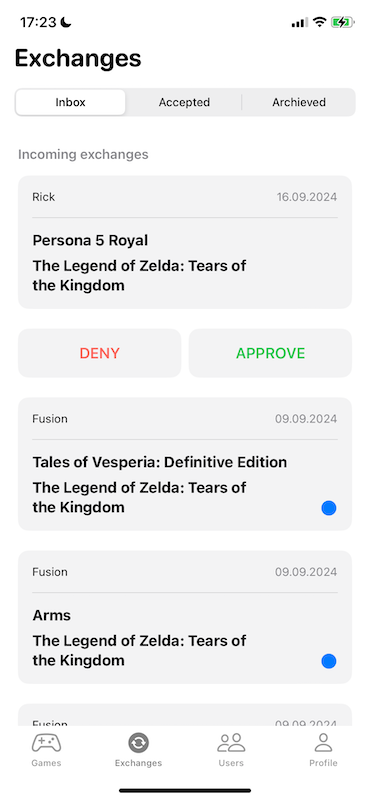 17:23
Exchanges
Inbox
Accepted
Archieved
Incoming exchanges
Rick
16.09.2024
Persona 5 Royal
The Legend of Zelda: Tears of
the Kingdom
DENY
APPROVE
Fusion
09.09.2024
Tales of Vesperia: Definitive Edition
The Legend of Zelda: Tears of
the Kingdom
Fusion
09.09.2024
Arms
The Legend of Zelda: Tears of
the Kingdom
Fusion
09.09.2024
Games
Exchanges
Users
Profile